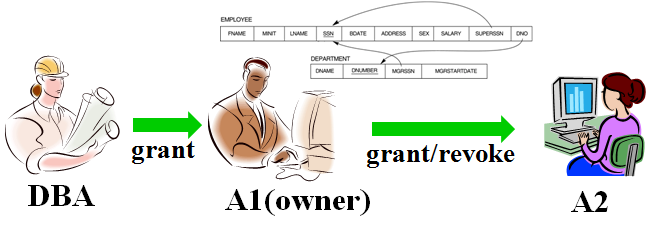 EMPLOYEE
FNAME MINIT LNAME SSN BDATE ADDRESS SEX SALARY SUPERSSN DNO
DEPARTMENT
DNAME DNUMBER MGRSSN MGRSTARTDATE
grant
grant/revoke
DBA
A1(owner)
A2